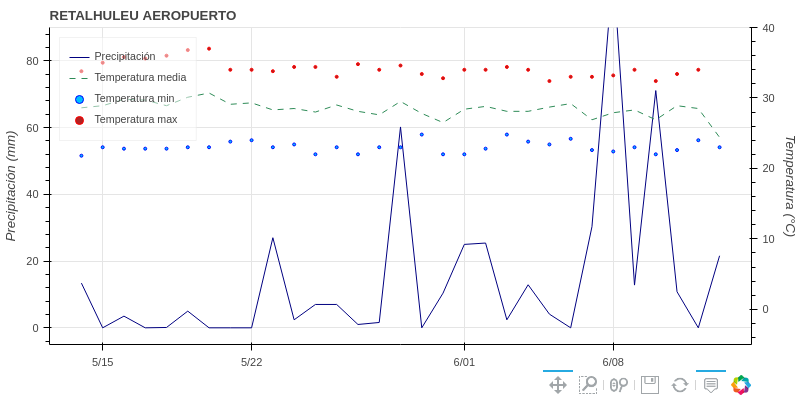 RETALHULEU AEROPUERTO
Precipitación
Temperatura media
Temperatura min
Temperatura max
Precipitación (mm)
80
60
40
20
0
Temperatura (°C)
40
30
20
10
0
5/15
5/22
6/01
6/08